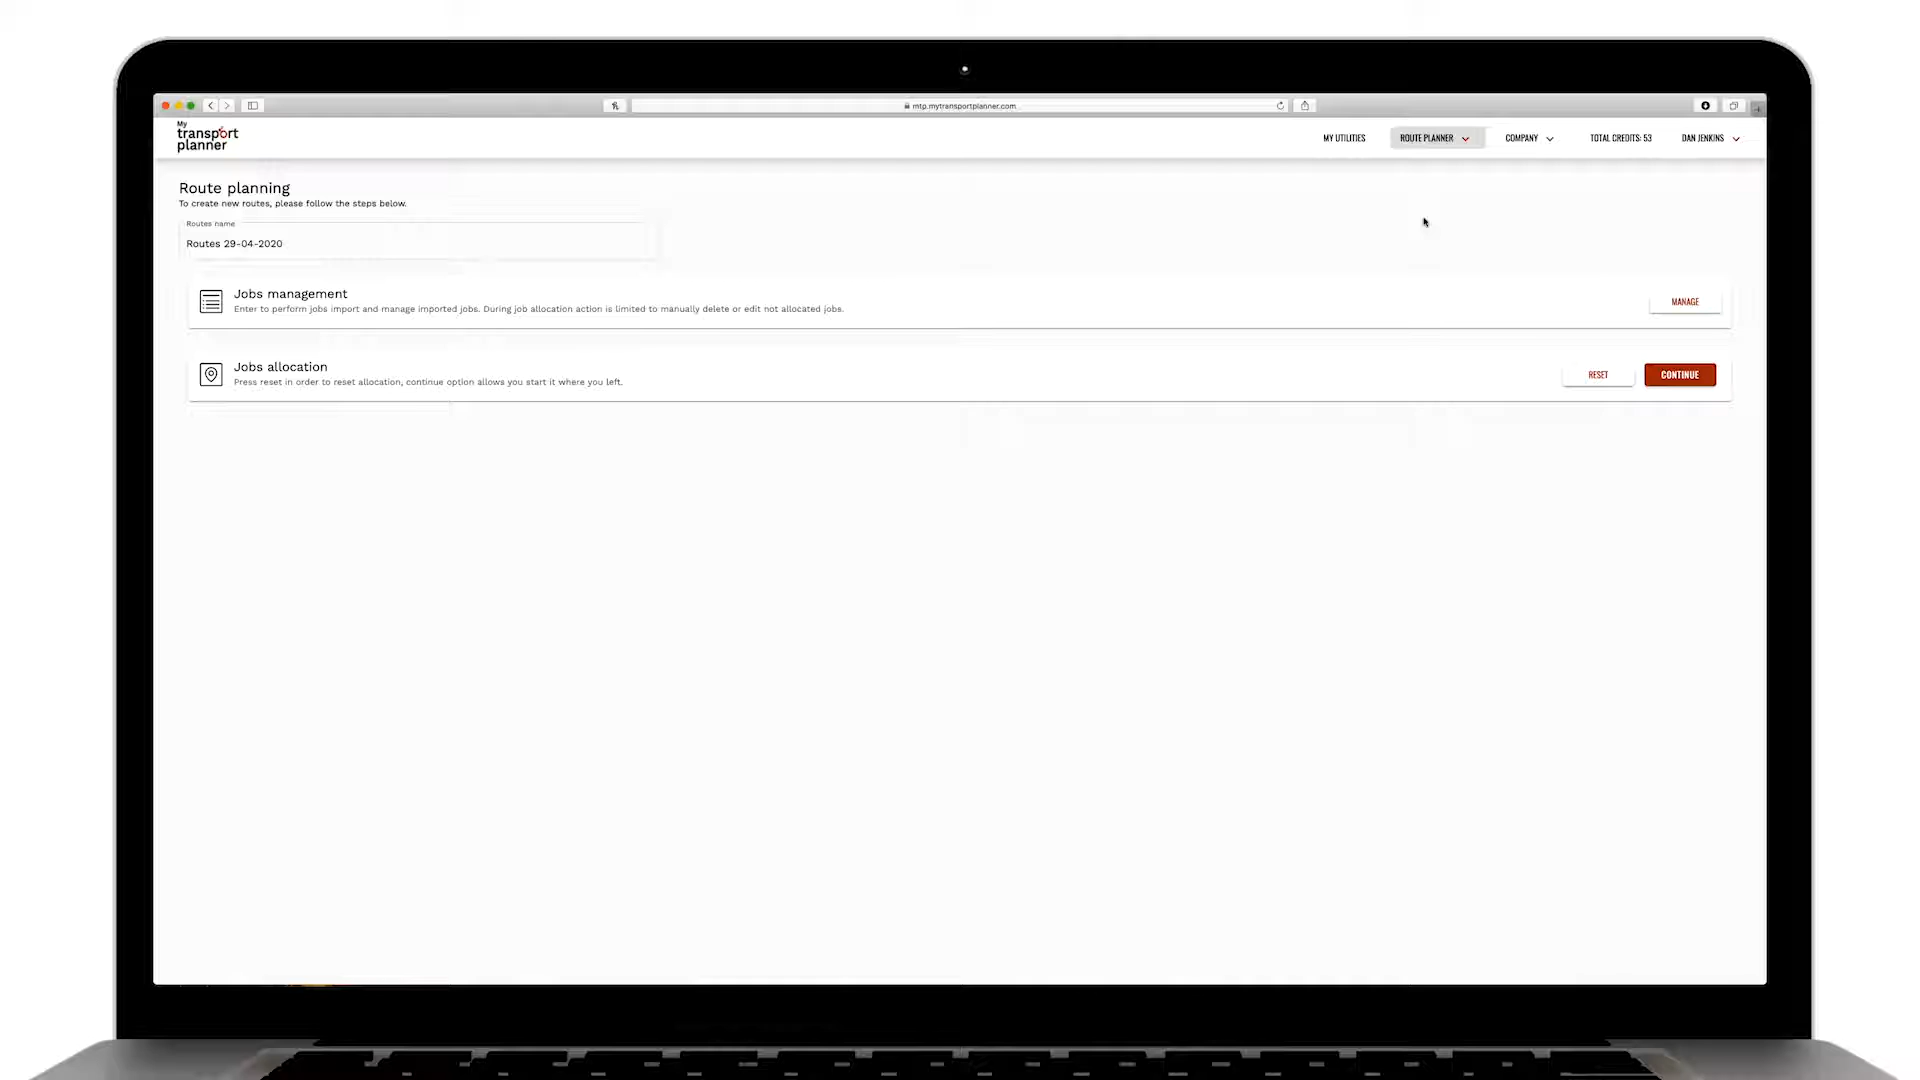 mtp.mytransportplanner.com
My
transport
planner
MY UTILITIES
ROUTE PLANNER
COMPANY
TOTAL CREDITS: 53
DAN JENKINS
Route planning
To create new routes, please follow the steps below.
Routes name
Routes 29-04-2020
Jobs management
Enter to perform jobs import and manage imported jobs. During job allocation action is limited to manually delete or edit not allocated jobs.
MANAGE
Jobs allocation
Press reset in order to reset allocation, continue option allows you start it where you left.
RESET
CONTINUE